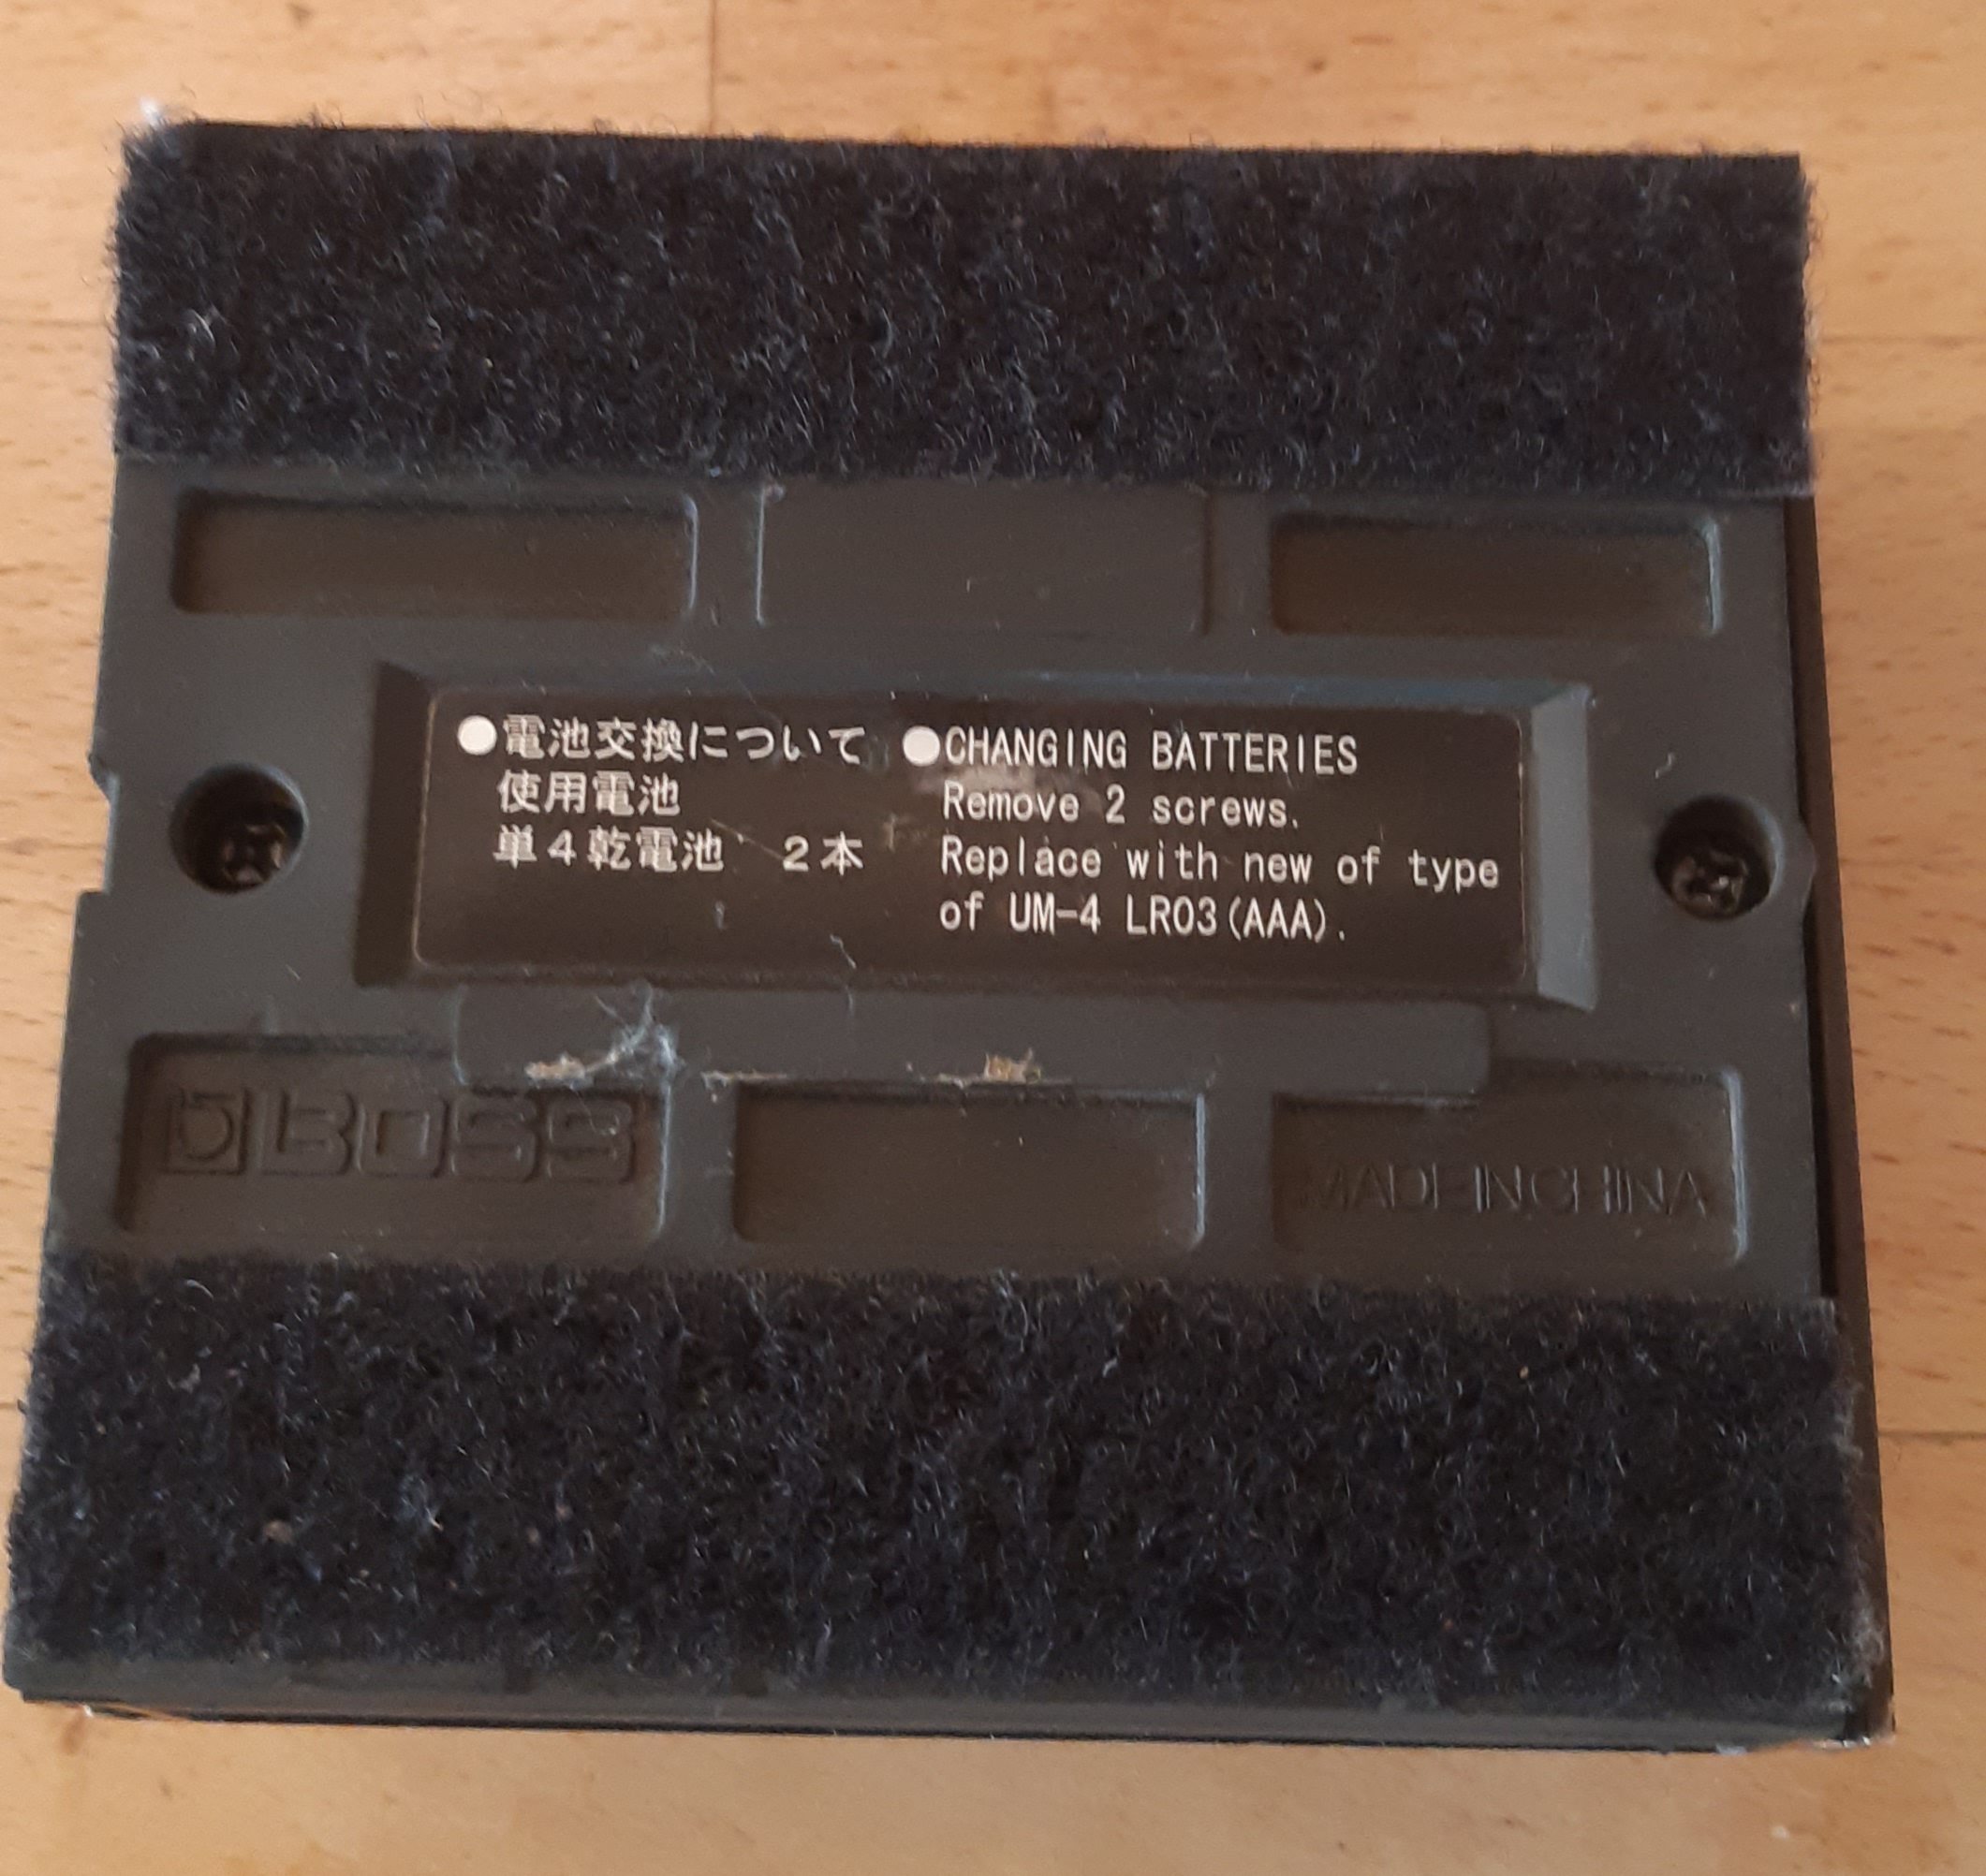 ●電池交換について
使用電池
単4乾電池 2本
●CHANGING BATTERIES
Remove 2 screws.
Replace with new of type
of UM-4 LR03(AAA).
BOSS
MADE IN CHINA